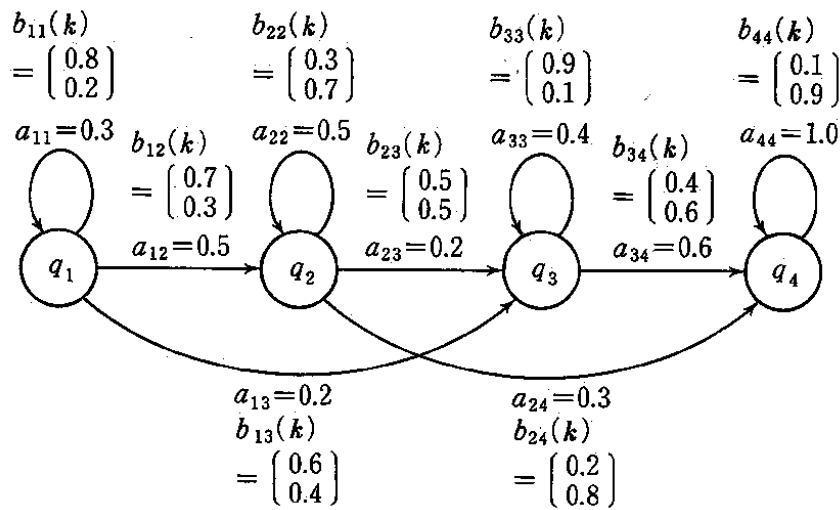 b₁₁(k) b₂₂(k) b₃₃(k) b₄₄(k)
= [0.8 0.2] = [0.3 0.7] = [0.9 0.1] = [0.1 0.9]
a₁₁=0.3 a₂₂=0.5 a₃₃=0.4 a₄₄=1.0
b₁₂(k) b₂₃(k) b₃₄(k)
= [0.7 0.3] = [0.5 0.5] = [0.4 0.6]
a₁₂=0.5 a₂₃=0.2 a₃₄=0.6
q₁ q₂ q₃ q₄
a₁₃=0.2 a₂₄=0.3
b₁₃(k) b₂₄(k)
= [0.6 0.4] = [0.2 0.8]